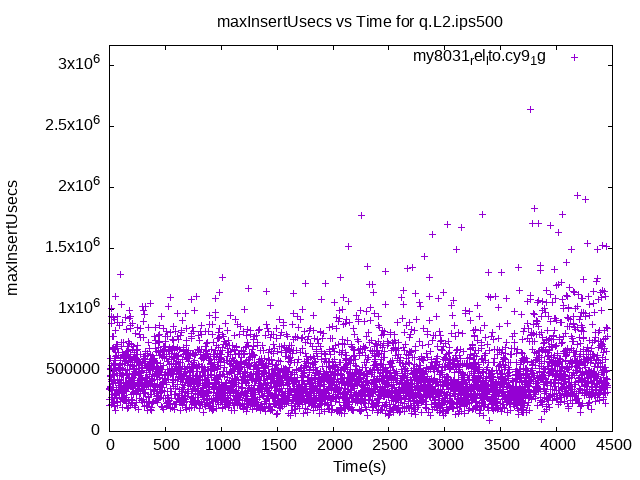 maxInsertUsecs vs Time for q.L2.ips500
my8031_rel_lto.cy9_1g
3x10^6
2.5x10^6
2x10^6
1.5x10^6
1x10^6
500000
0
maxInsertUsecs
0 500 1000 1500 2000 2500 3000 3500 4000 4500
Time(s)